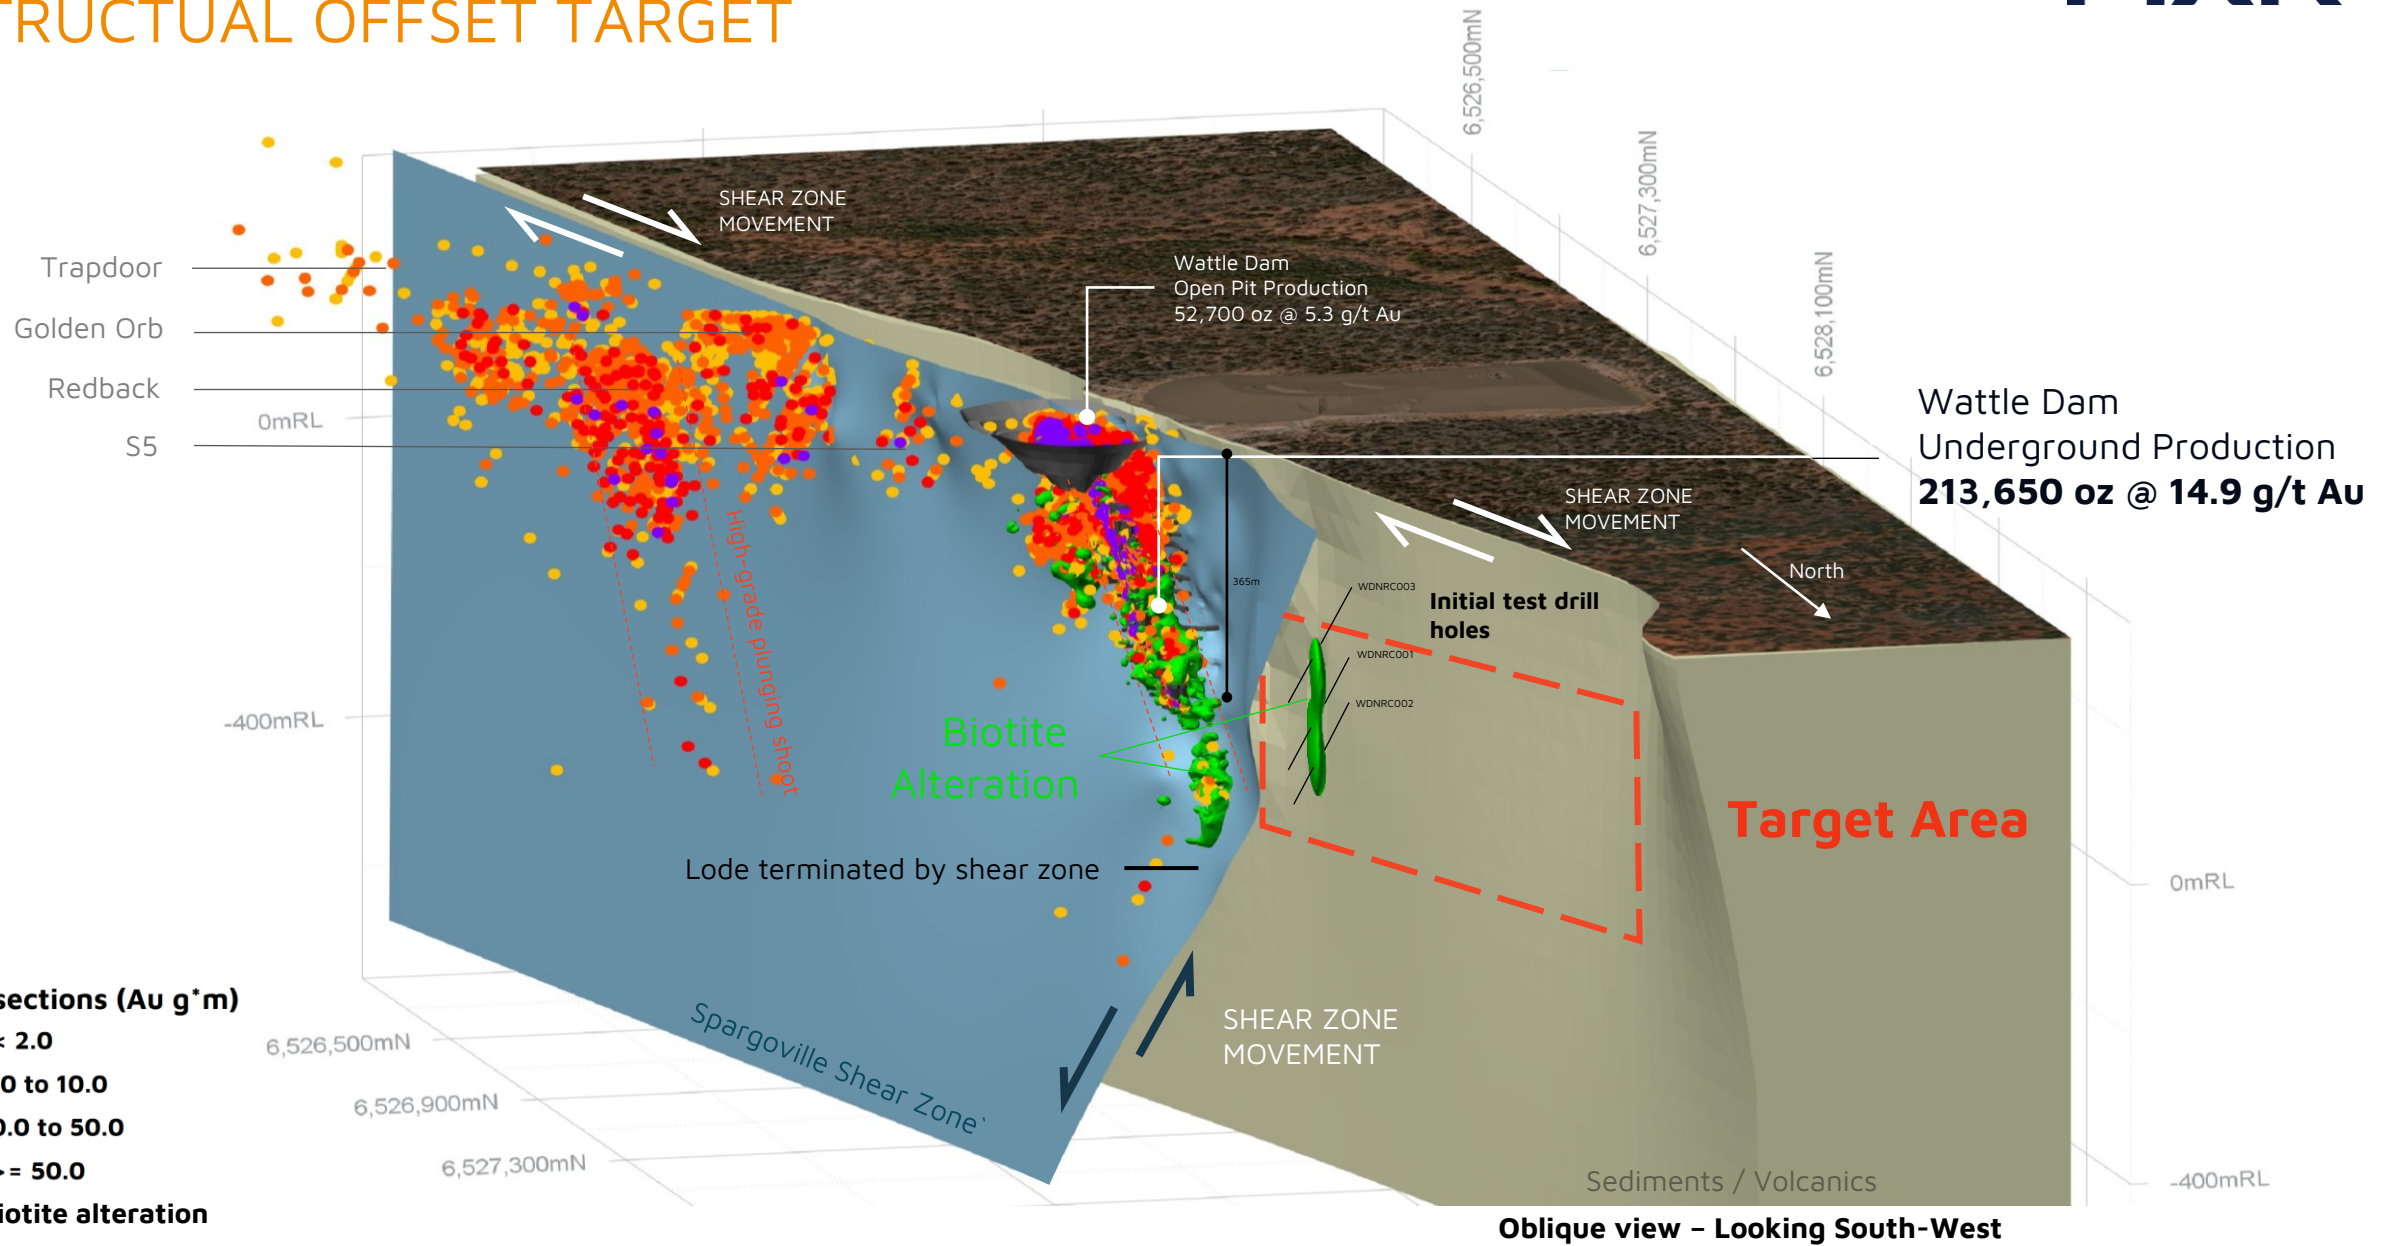 TRUCTUAL OFFSET TARGET
6,526,500mN
6,527,300mN
6,528,100mN
SHEAR ZONE
MOVEMENT
Trapdoor
Golden Orb
Redback
0mRL
S5
-400mRL
Wattle Dam
Open Pit Production
52,700 oz @ 5.3 g/t Au
Wattle Dam
Underground Production
213,650 oz @ 14.9 g/t Au
SHEAR ZONE
MOVEMENT
North
High-grade plunging shoot
365m
WDNRC003
Initial test drill
holes
WDNRC001
WDNRC002
Biotite
Alteration
Target Area
Lode terminated by shear zone
0mRL
SHEAR ZONE
MOVEMENT
Spargoville Shear Zone`
sections (Au g*m)
< 2.0
0 to 10.0
0.0 to 50.0
>= 50.0
iotite alteration
6,526,500mN
6,526,900mN
6,527,300mN
-400mRL
Sediments / Volcanics
Oblique view – Looking South-West